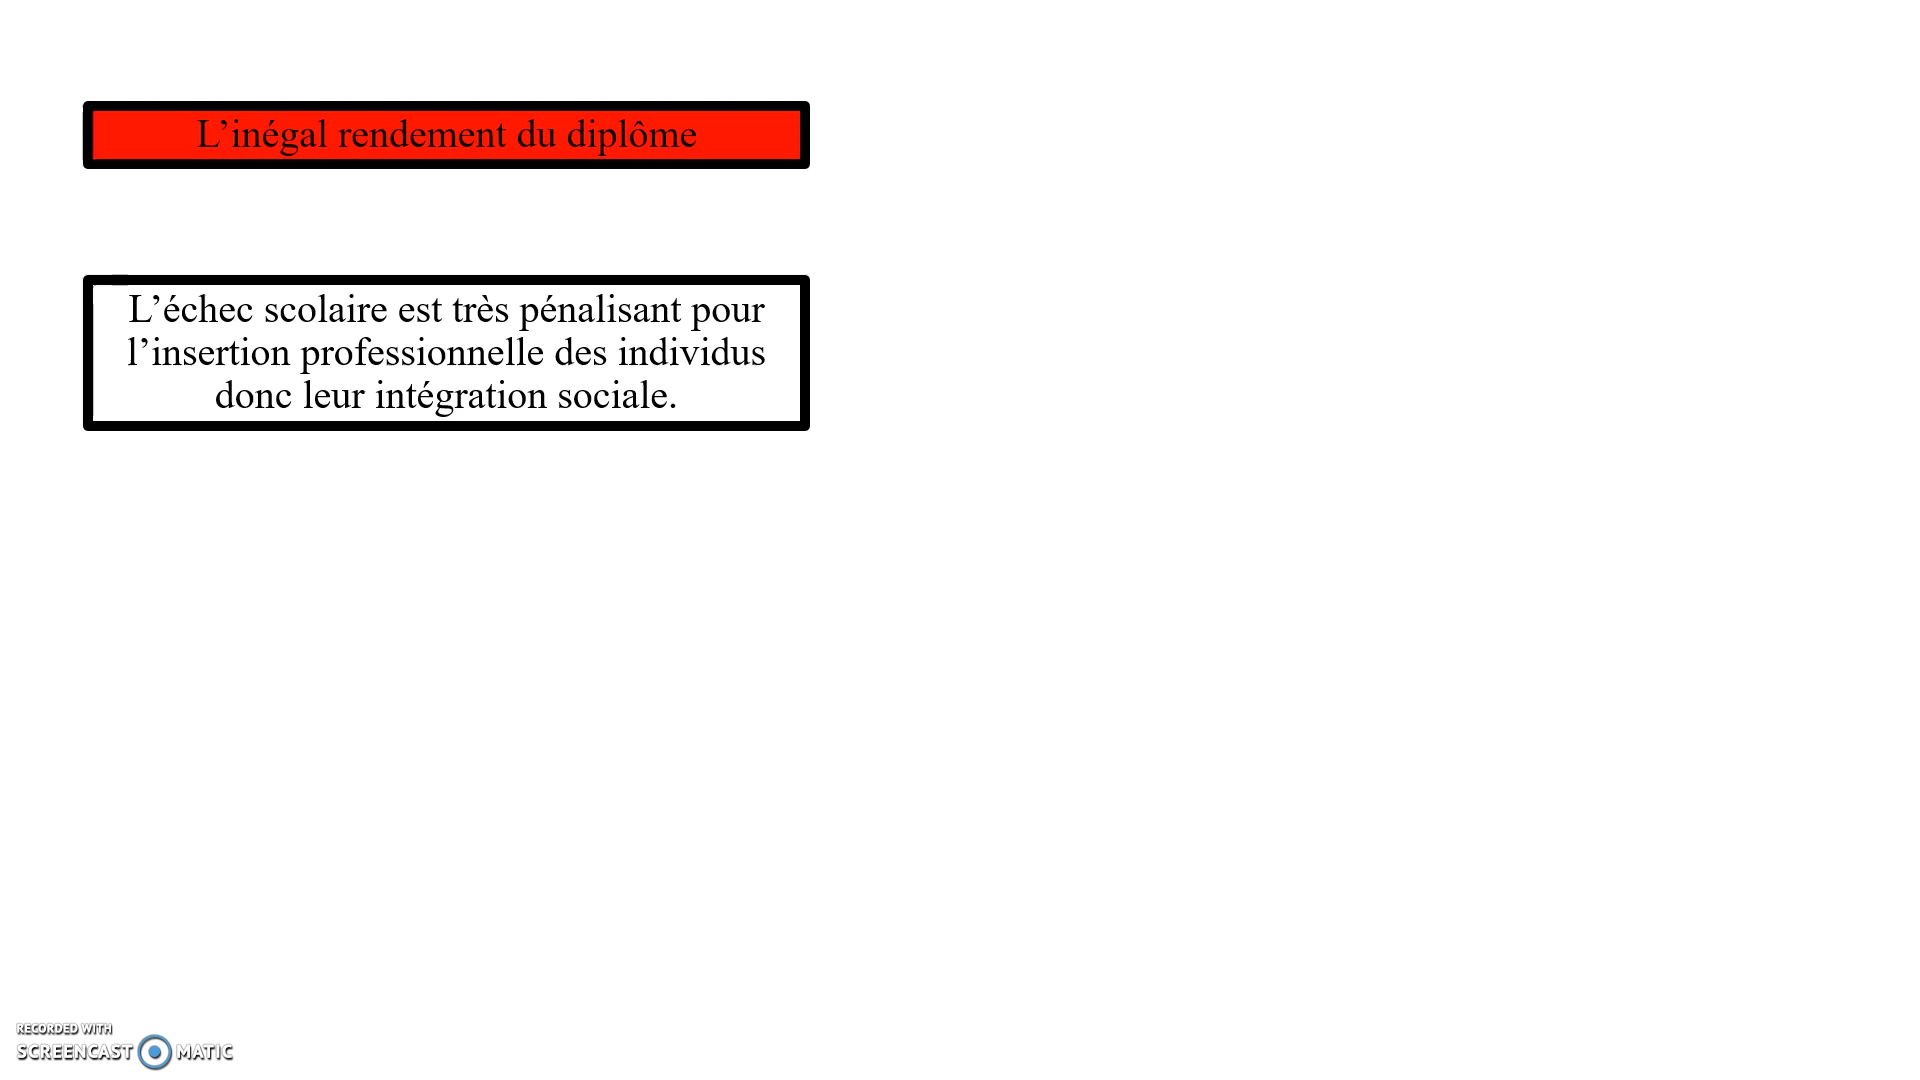 L’inégal rendement du diplôme
L’échec scolaire est très pénalisant pour
l’insertion professionnelle des individus
donc leur intégration sociale.
RECORDED WITH
SCREENCAST MATIC